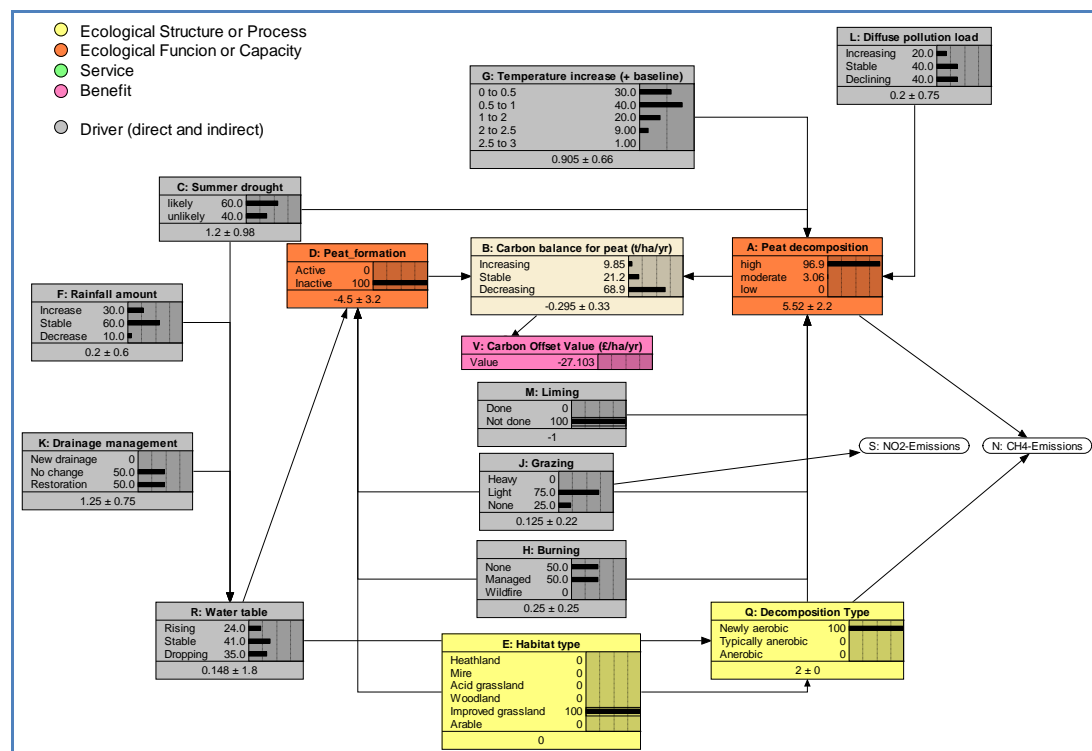 Ecological Structure or Process
Ecological Funcion or Capacity
Service
Benefit
Driver (direct and indirect)
L: Diffuse pollution load
Increasing 20.0
Stable 40.0
Declining 40.0
0.2 ± 0.75
G: Temperature increase (+ baseline)
0 to 0.5 30.0
0.5 to 1 40.0
1 to 2 20.0
2 to 2.5 9.00
2.5 to 3 1.00
0.905 ± 0.66
C: Summer drought
likely 60.0
unlikely 40.0
1.2 ± 0.98
D: Peat_formation
Active 0
Inactive 100
-4.5 ± 3.2
B: Carbon balance for peat (t/ha/yr)
Increasing 9.85
Stable 21.2
Decreasing 68.9
-0.295 ± 0.33
A: Peat decomposition
high 96.9
moderate 3.06
low 0
5.52 ± 2.2
F: Rainfall amount
Increase 30.0
Stable 60.0
Decrease 10.0
0.2 ± 0.6
V: Carbon Offset Value (£/ha/yr)
Value -27.103
M: Liming
Done 0
Not done 100
-1
K: Drainage management
New drainage 0
No change 50.0
Restoration 50.0
1.25 ± 0.75
S: NO2-Emissions
N: CH4-Emissions
J: Grazing
Heavy 0
Light 75.0
None 25.0
0.125 ± 0.22
H: Burning
None 50.0
Managed 50.0
Wildfire 0
0.25 ± 0.25
R: Water table
Rising 24.0
Stable 41.0
Dropping 35.0
0.148 ± 1.8
Q: Decomposition Type
Newly aerobic 100
Typically anerobic 0
Anerobic 0
2 ± 0
E: Habitat type
Heathland 0
Mire 0
Acid grassland 0
Woodland 0
Improved grassland 100
Arable 0
0